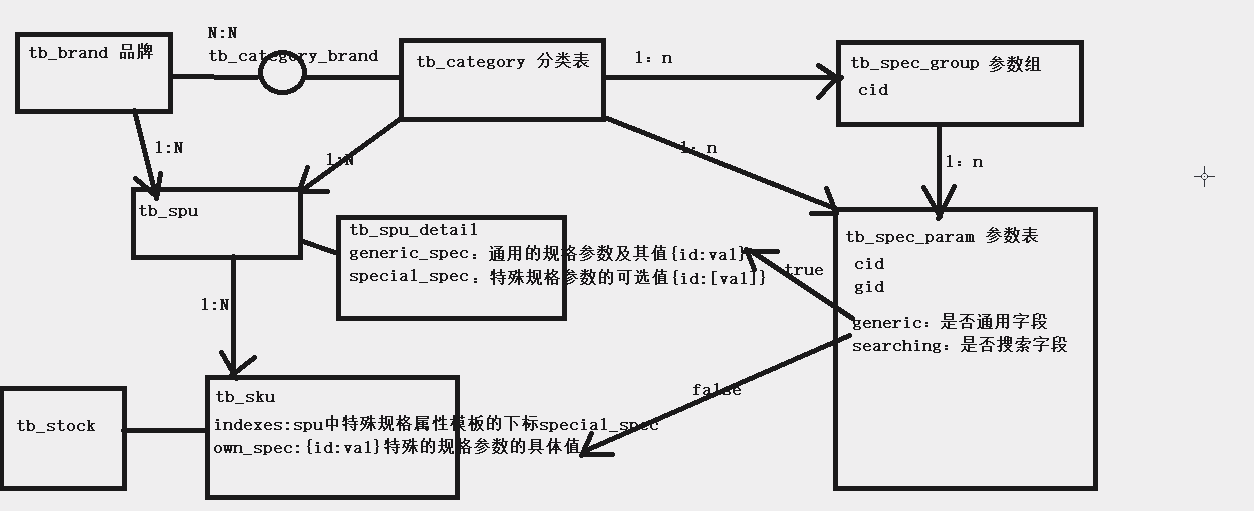 N:N
tb_brand 品牌
tb_category_brand
tb_category 分类表
1: n
tb_spec_group 参数组
cid
1:N
1:N
1: n
1: n
tb_spu
tb_spu_detail
generic_spec: 通用的规格参数及其值{id:val}
special_spec: 特殊规格参数的可选值{id:[val]}
tb_spec_param 参数表
cid
gid
true
generic: 是否通用字段
searching: 是否搜索字段
1:N
false
tb_sku
indexes:spu中特殊规格属性模板的下标special_spec
own_spec:{id:val}特殊的规格参数的具体值
tb_stock